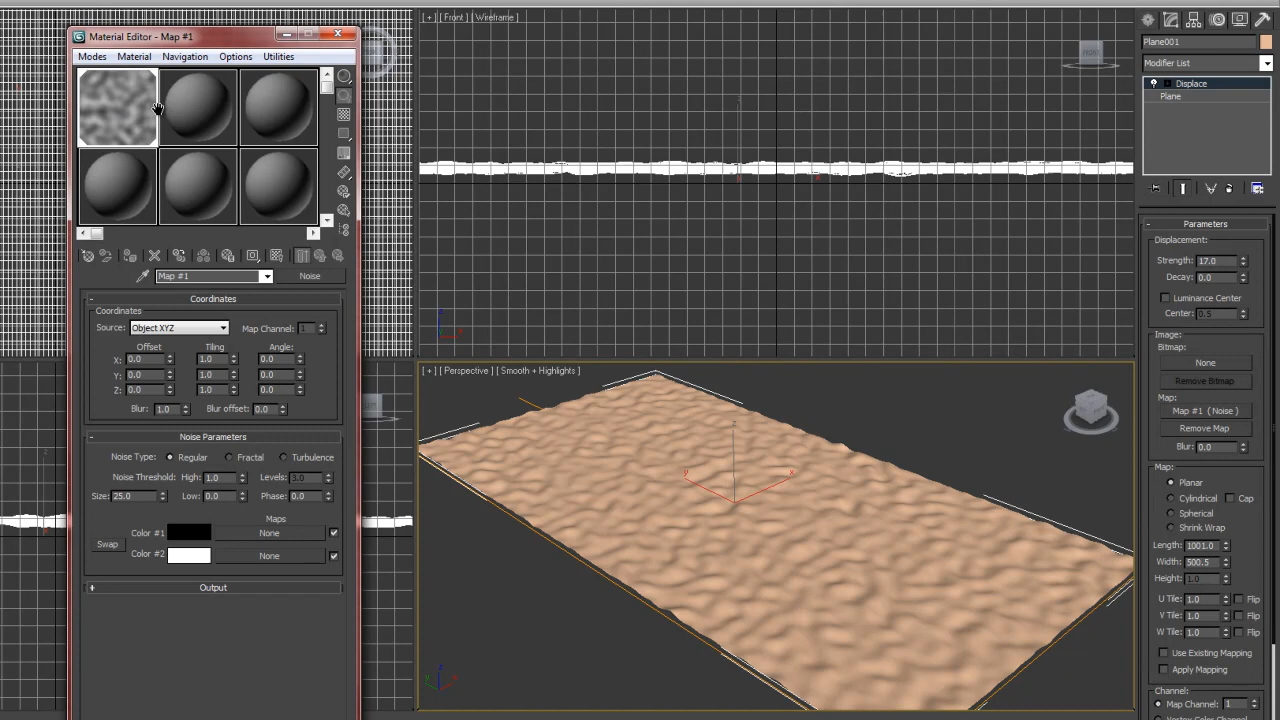 Material Editor - Map #1
Modes Material Navigation Options Utilities
Map #1 Noise
Coordinates
Coordinates
Source: Object XYZ Map Channel: 1
Offset Tiling Angle:
X: 0.0 1.0 0.0
Y: 0.0 1.0 0.0
Z: 0.0 1.0 0.0
Blur: 1.0 Blur offset: 0.0
Noise Parameters
Noise Type: Regular Fractal Turbulence
Noise Threshold: High: 1.0 Levels: 3.0
Size: 25.0 Low: 0.0 Phase: 0.0
Maps
Color #1 None
Swap
Color #2 None
Output
[ + ] [ Front ] [ Wireframe ]
[ + ] [ Perspective ] [ Smooth + Highlights ]
z
y
x
Plane001
Modifier List
Displace
Plane
Parameters
Displacement:
Strength: 17.0
Decay: 0.0
Luminance Center
Center: 0.5
Image:
Bitmap:
None
Remove Bitmap
Map:
Map #1 ( Noise )
Remove Map
Blur: 0.0
Map:
Planar
Cylindrical Cap
Spherical
Shrink Wrap
Length: 1001.0
Width: 500.5
Height: 1.0
U Tile: 1.0 Flip
V Tile: 1.0 Flip
W Tile: 1.0 Flip
Use Existing Mapping
Apply Mapping
Channel:
Map Channel: 1
Vertex Color Channel